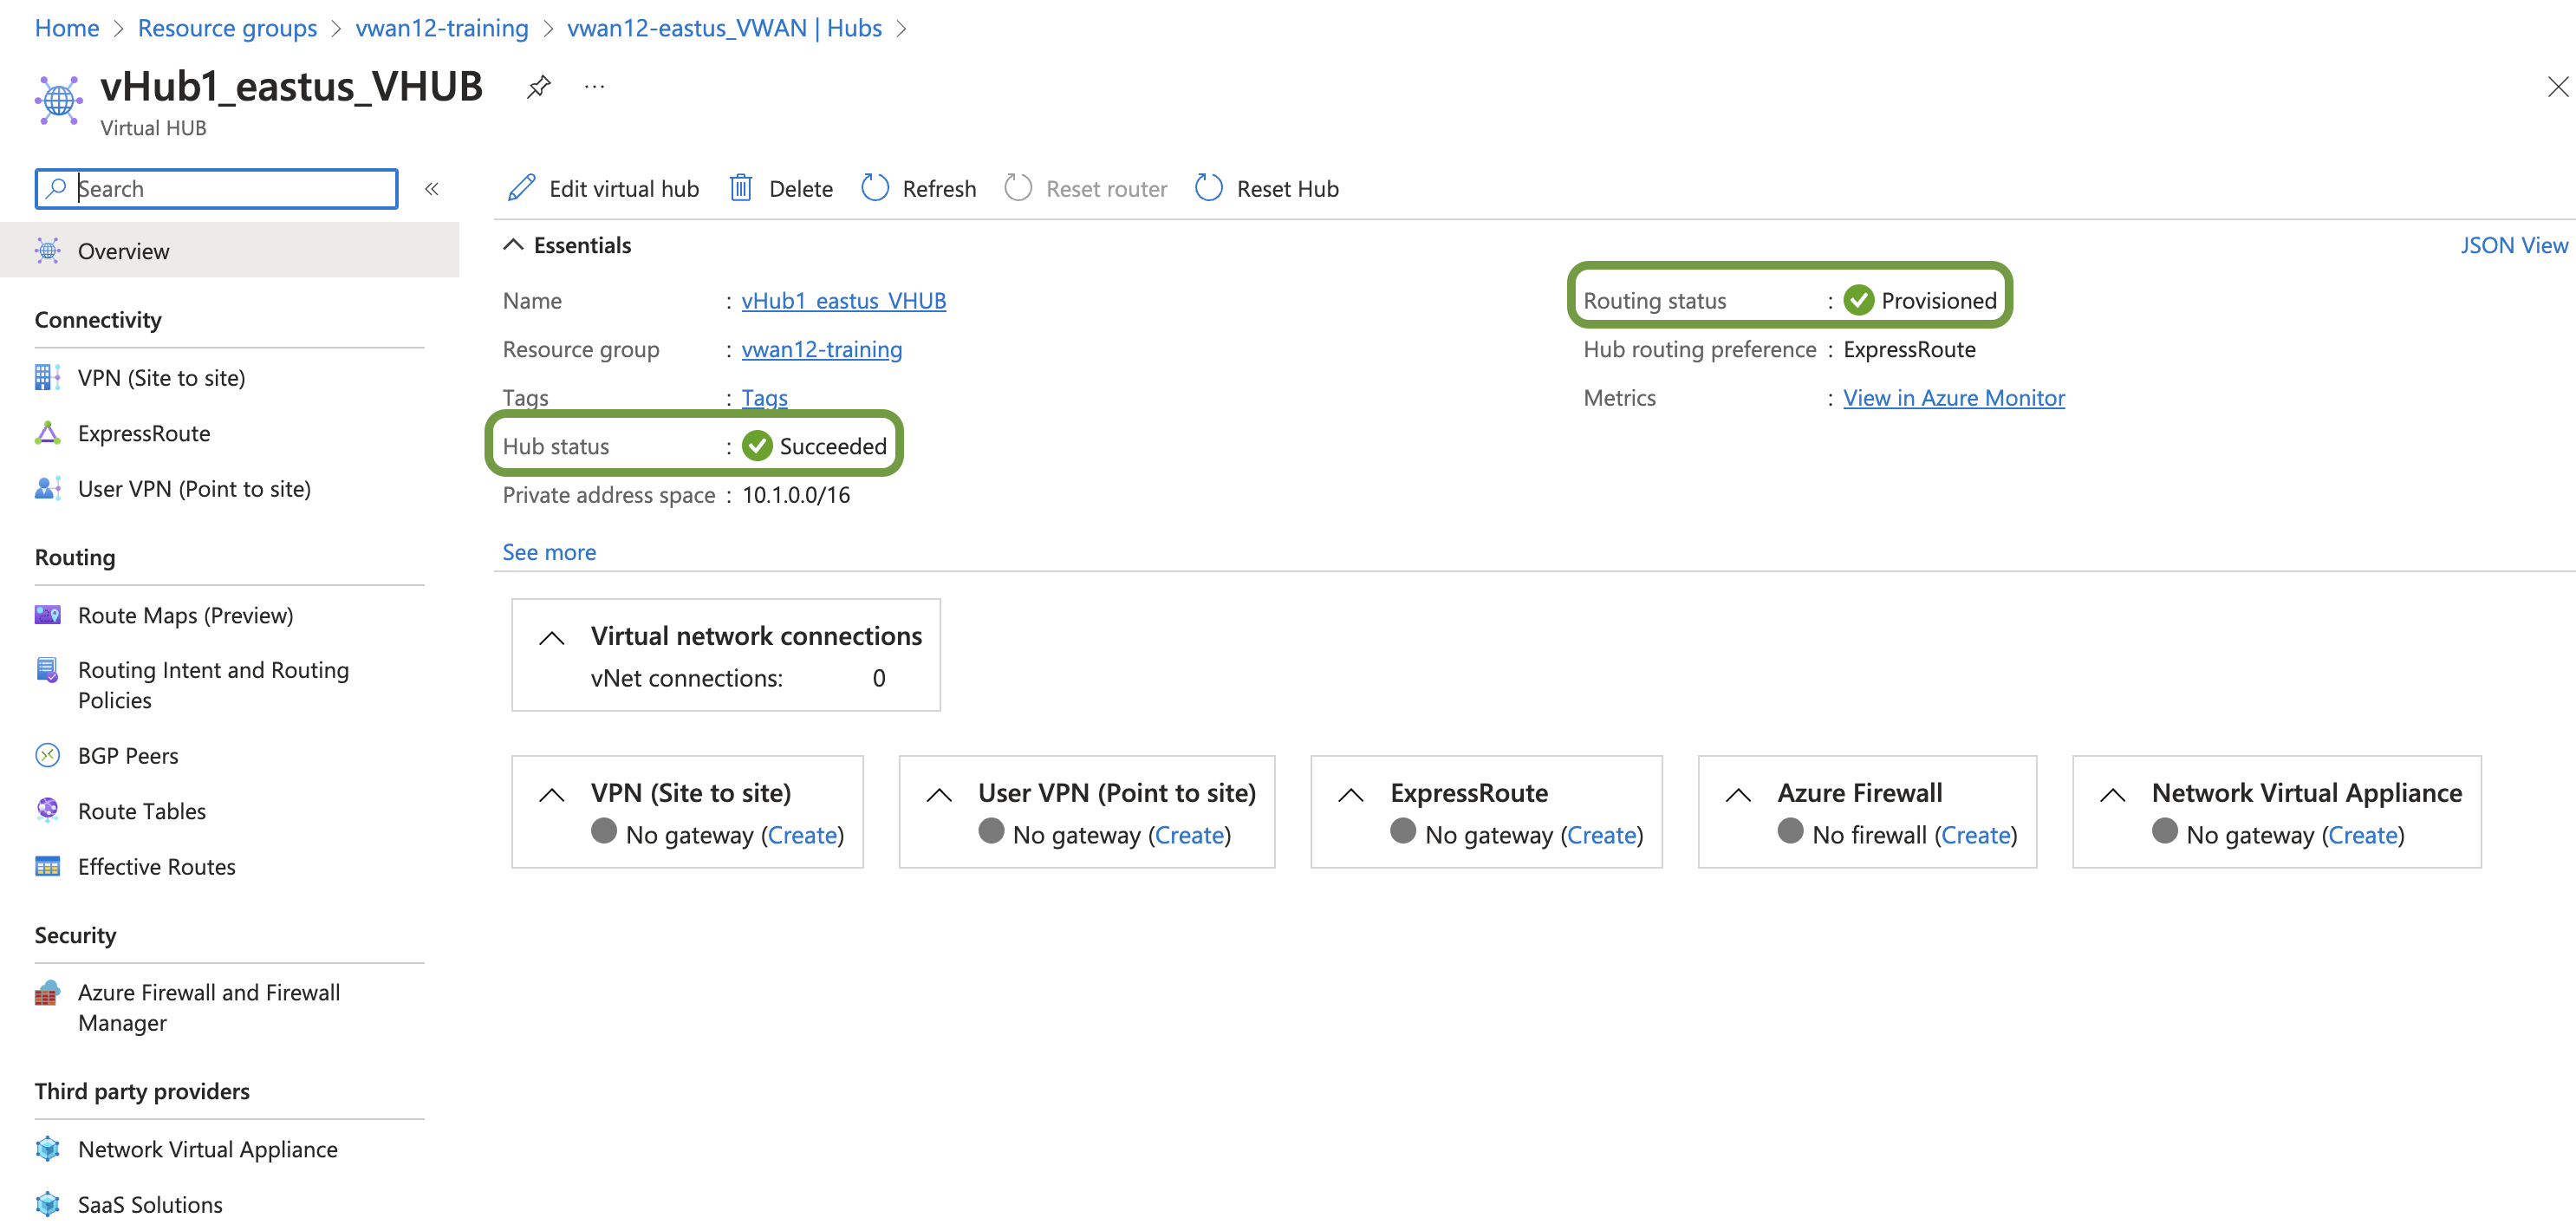 Home > Resource groups > vwan12-training > vwan12-eastus_VWAN | Hubs >
vHub1_eastus_VHUB ...
Virtual HUB
Search «
Edit virtual hub Delete Refresh Reset router Reset Hub
Overview
Connectivity
VPN (Site to site)
ExpressRoute
User VPN (Point to site)
Routing
Route Maps (Preview)
Routing Intent and Routing
Policies
BGP Peers
Route Tables
Effective Routes
Security
Azure Firewall and Firewall
Manager
Third party providers
Network Virtual Appliance
SaaS Solutions
Essentials
JSON View
Name : vHub1_eastus_VHUB
Resource group : vwan12-training
Tags : Tags
Hub status : Succeeded
Private address space : 10.1.0.0/16
See more
Routing status : Provisioned
Hub routing preference : ExpressRoute
Metrics : View in Azure Monitor
Virtual network connections
vNet connections: 0
VPN (Site to site)
No gateway (Create)
User VPN (Point to site)
No gateway (Create)
ExpressRoute
No gateway (Create)
Azure Firewall
No firewall (Create)
Network Virtual Appliance
No gateway (Create)